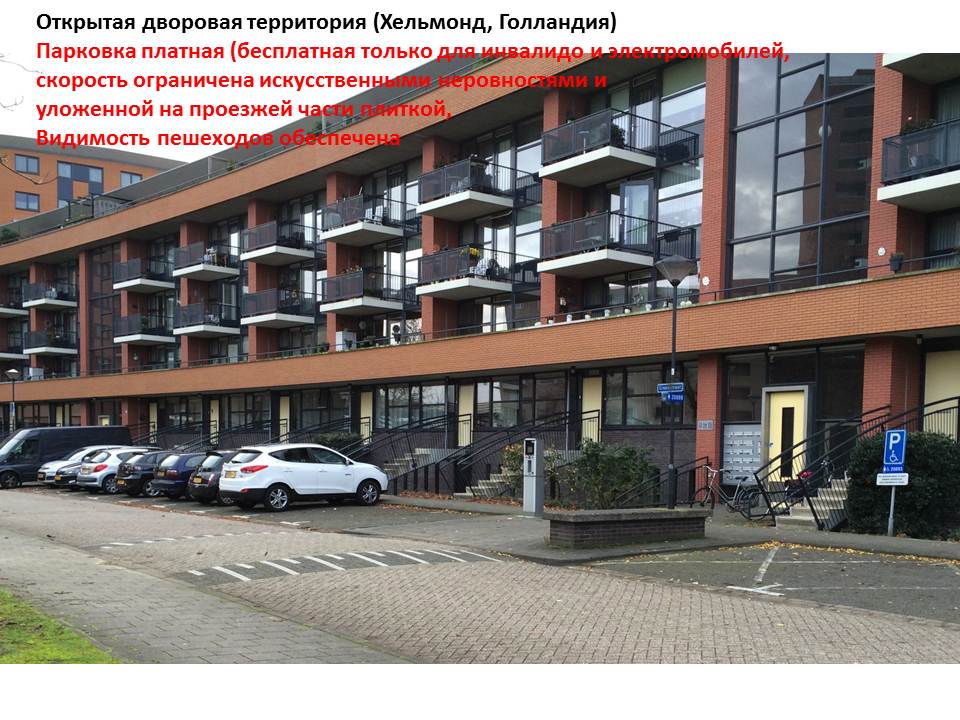 Открытая дворовая территория (Хельмонд, Голландия)
Парковка платная (бесплатная только для инвалидо и электромобилей,
скорость ограничена искусственными неровностями и
уложенной на проезжей части плиткой,
Видимость пешеходов обеспечена
P